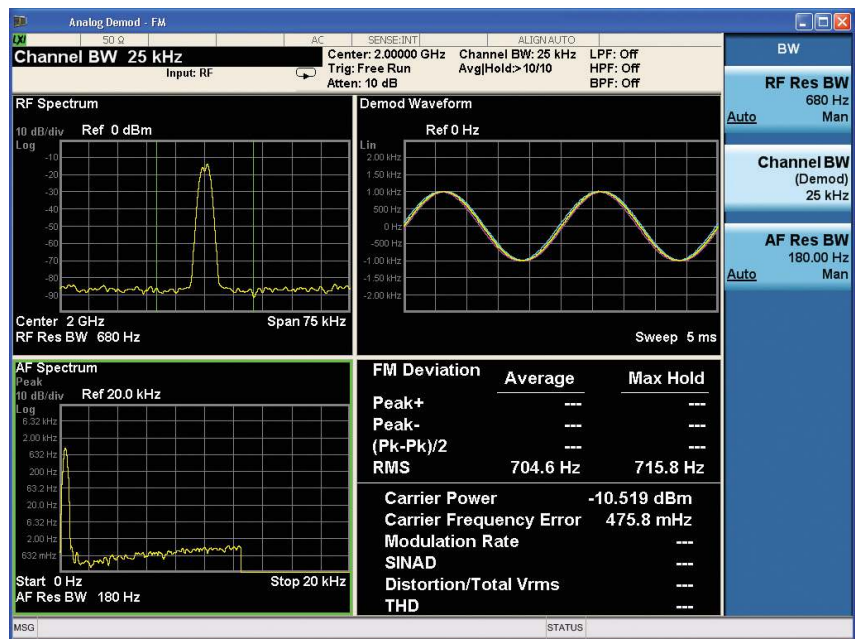 Analog Demod - FM
LXI 50 Ω AC SENSE:INT ALIGN AUTO
Channel BW 25 kHz
Input: RF
Center: 2.00000 GHz Channel BW: 25 kHz LPF: Off
Trig: Free Run Avg|Hold:> 10/10 HPF: Off
Atten: 10 dB BPF: Off
RF Spectrum
10 dB/div Ref 0 dBm
Log
-10
-20
-30
-40
-50
-60
-70
-80
-90
Center 2 GHz Span 75 kHz
RF Res BW 680 Hz
Demod Waveform
Ref 0 Hz
Lin
2.00 kHz
1.50 kHz
1.00 kHz
500 Hz
0 Hz
-500 Hz
-1.00 kHz
-1.50 kHz
-2.00 kHz
Sweep 5 ms
AF Spectrum
Peak
10 dB/div Ref 20.0 kHz
Log
6.32 kHz
2.00 kHz
632 Hz
200 Hz
63.2 Hz
20.0 Hz
6.32 Hz
2.00 Hz
632 mHz
Start 0 Hz Stop 20 kHz
AF Res BW 180 Hz
FM Deviation Average Max Hold
Peak+ --- ---
Peak- --- ---
(Pk-Pk)/2 --- ---
RMS 704.6 Hz 715.8 Hz
Carrier Power -10.519 dBm
Carrier Frequency Error 475.8 mHz
Modulation Rate ---
SINAD ---
Distortion/Total Vrms ---
THD ---
BW
RF Res BW
680 Hz
Auto Man
Channel BW
(Demod)
25 kHz
AF Res BW
180.00 Hz
Auto Man
MSG STATUS